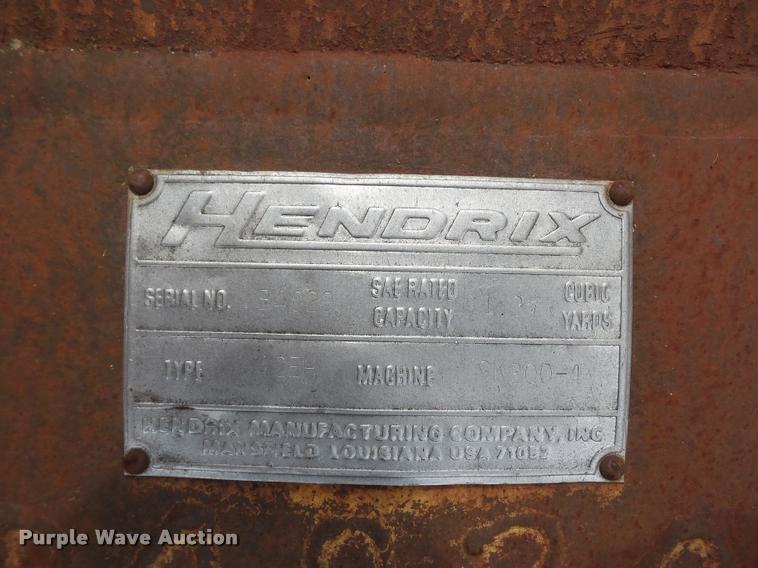 HENDRIX
SERIAL NO. SAE RATED CUBIC
CAPACITY YARDS
TYPE MACHINE
HENDRIX MANUFACTURING COMPANY, INC.
MANSFIELD LOUISIANA USA 71052
Purple Wave Auction